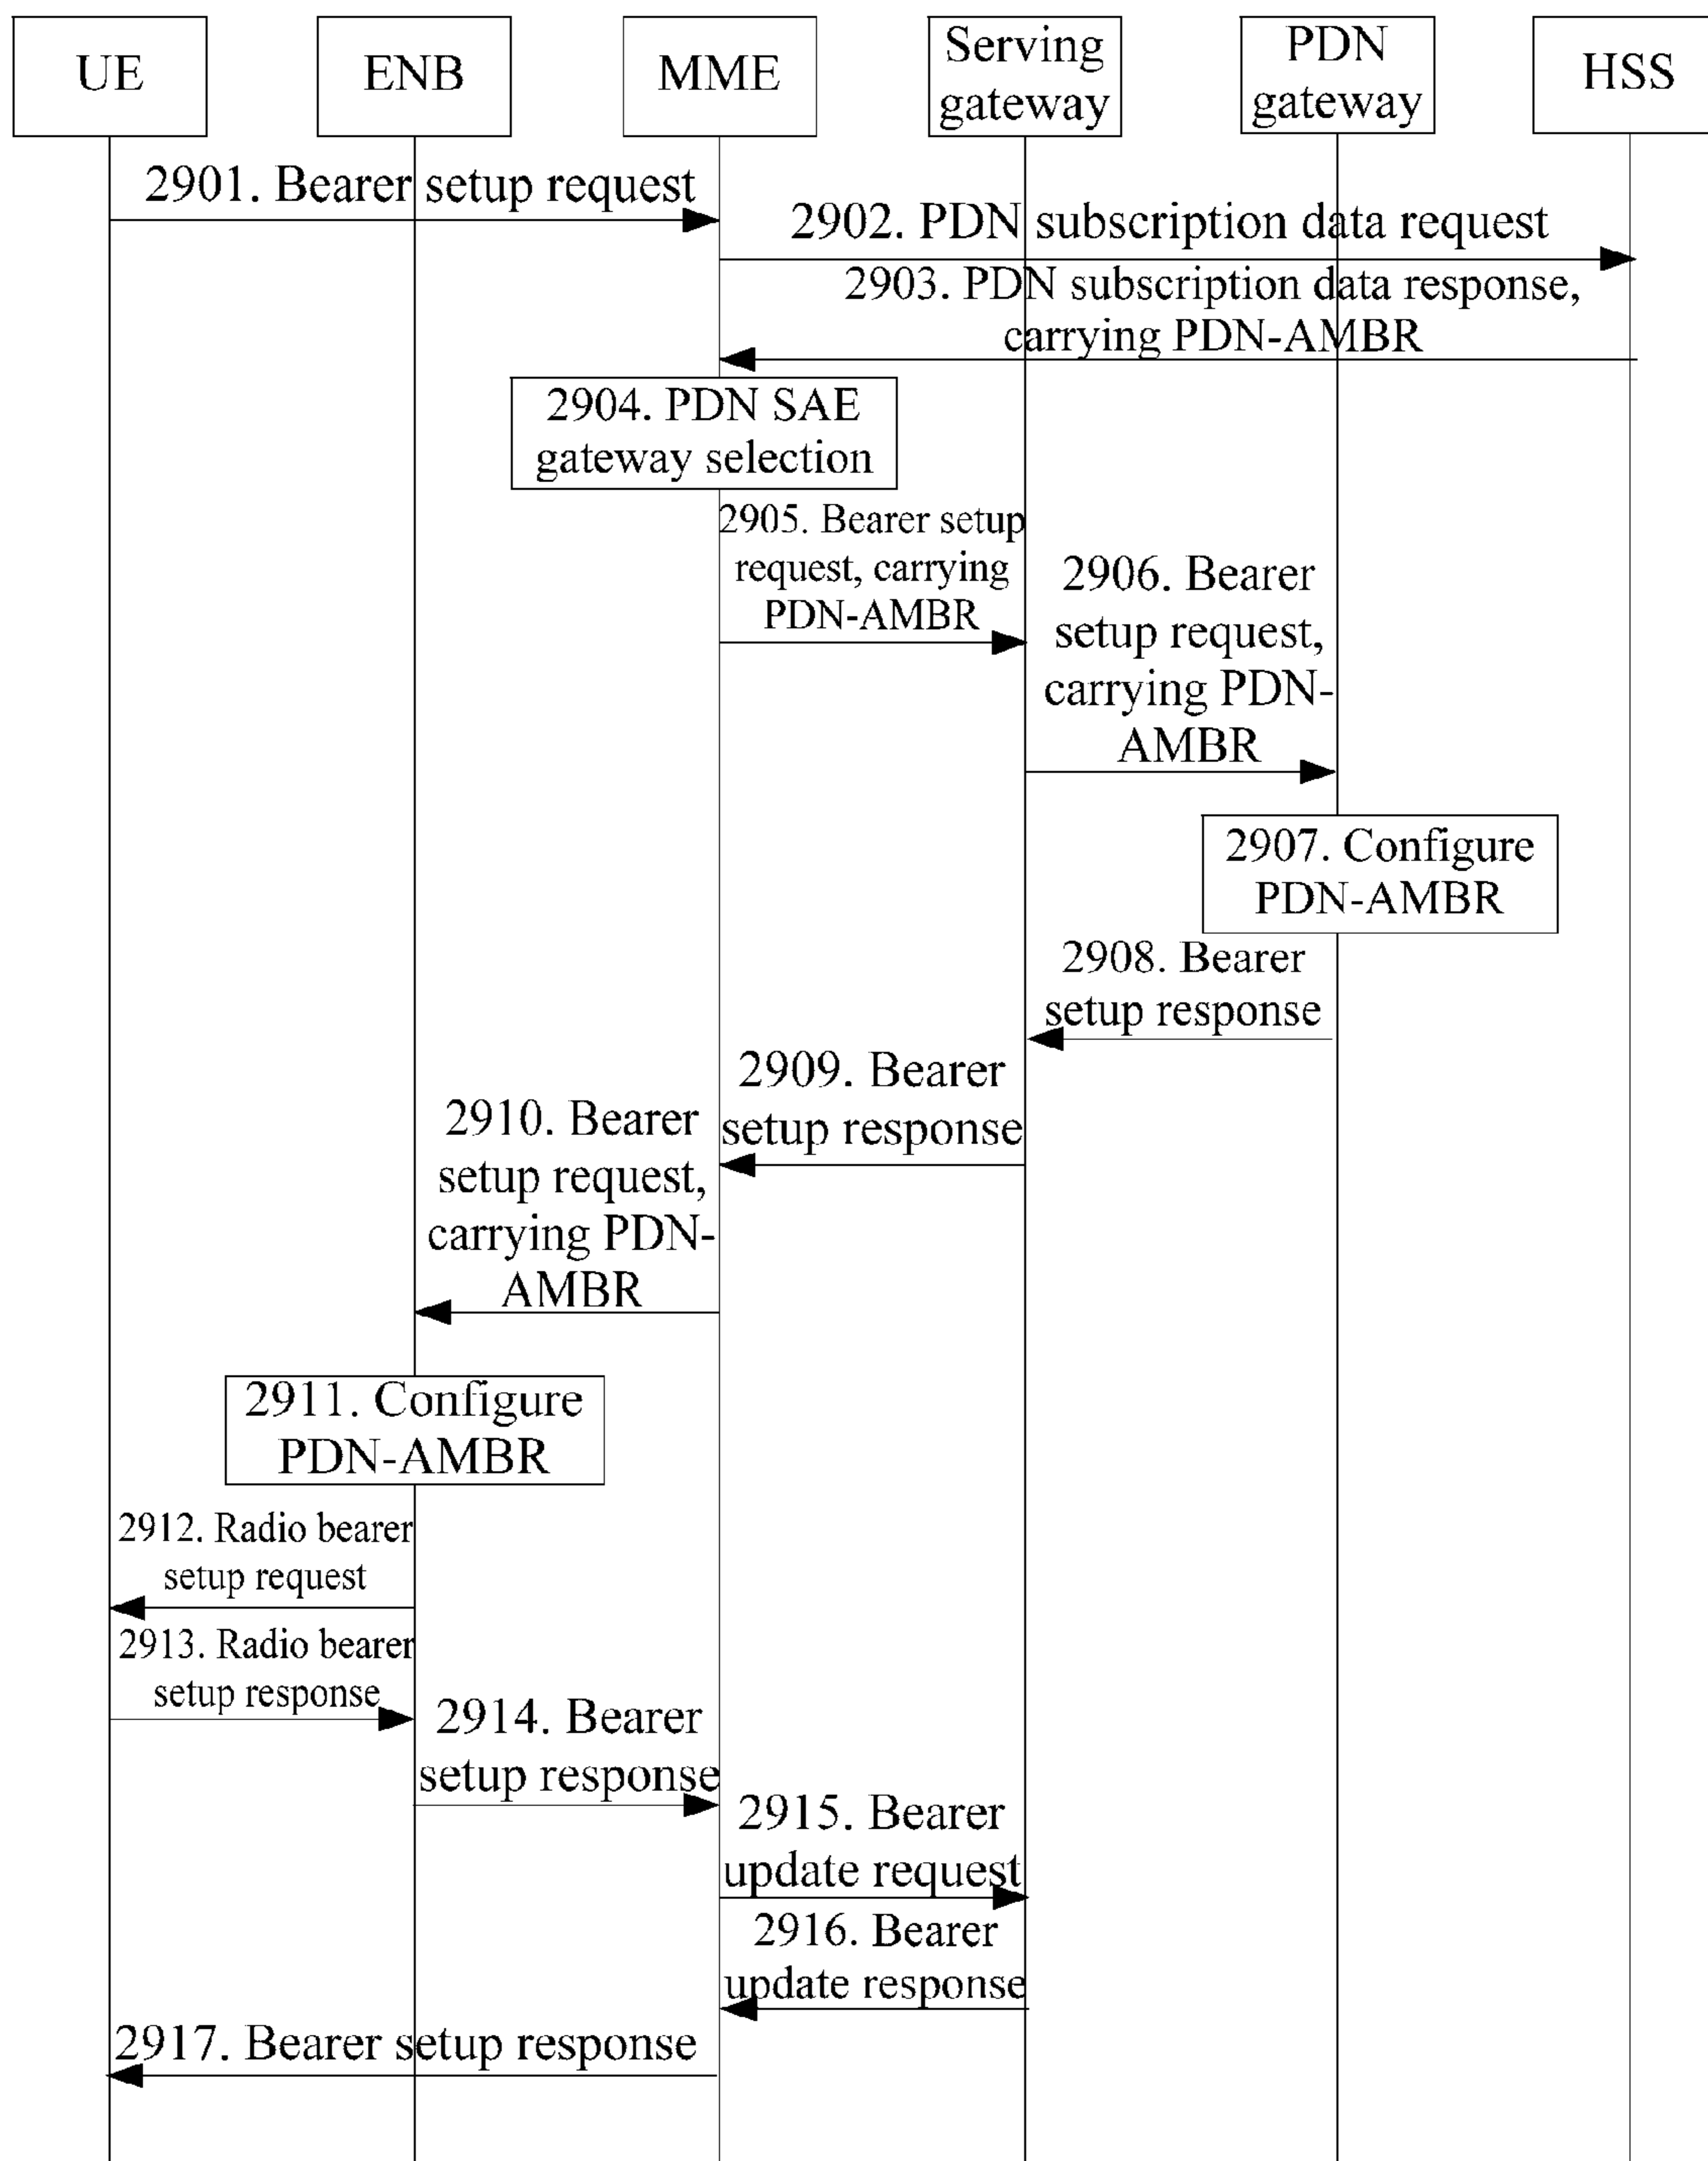 UE
ENB
MME
Serving
gateway
PDN
gateway
HSS
2901. Bearer setup request
2902. PDN subscription data request
2903. PDN subscription data response,
carrying PDN-AMBR
2904. PDN SAE
gateway selection
2905. Bearer setup
request, carrying
PDN-AMBR
2906. Bearer
setup request,
carrying PDN-
AMBR
2907. Configure
PDN-AMBR
2908. Bearer
setup response
2909. Bearer
setup response
2910. Bearer
setup request,
carrying PDN-
AMBR
2911. Configure
PDN-AMBR
2912. Radio bearer
setup request
2913. Radio bearer
setup response
2914. Bearer
setup response
2915. Bearer
update request
2916. Bearer
update response
2917. Bearer setup response